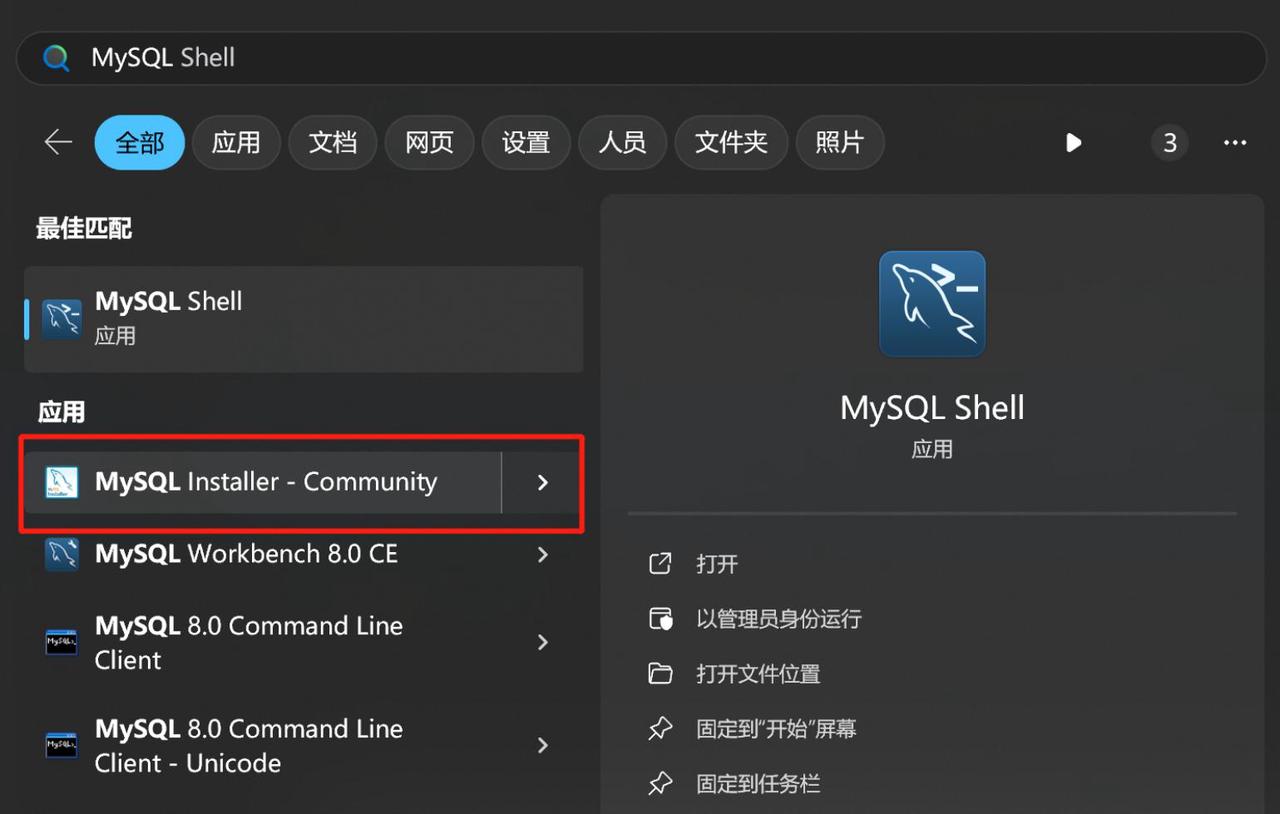 MySQL Shell
全部
应用
文档
网页
设置
人员
文件夹
照片
3
最佳匹配
MySQL Shell
应用
应用
MySQL Installer - Community
MySQL Workbench 8.0 CE
MySQL 8.0 Command Line
Client
MySQL 8.0 Command Line
Client - Unicode
MySQL Shell
应用
打开
以管理员身份运行
打开文件位置
固定到“开始”屏幕
固定到任务栏